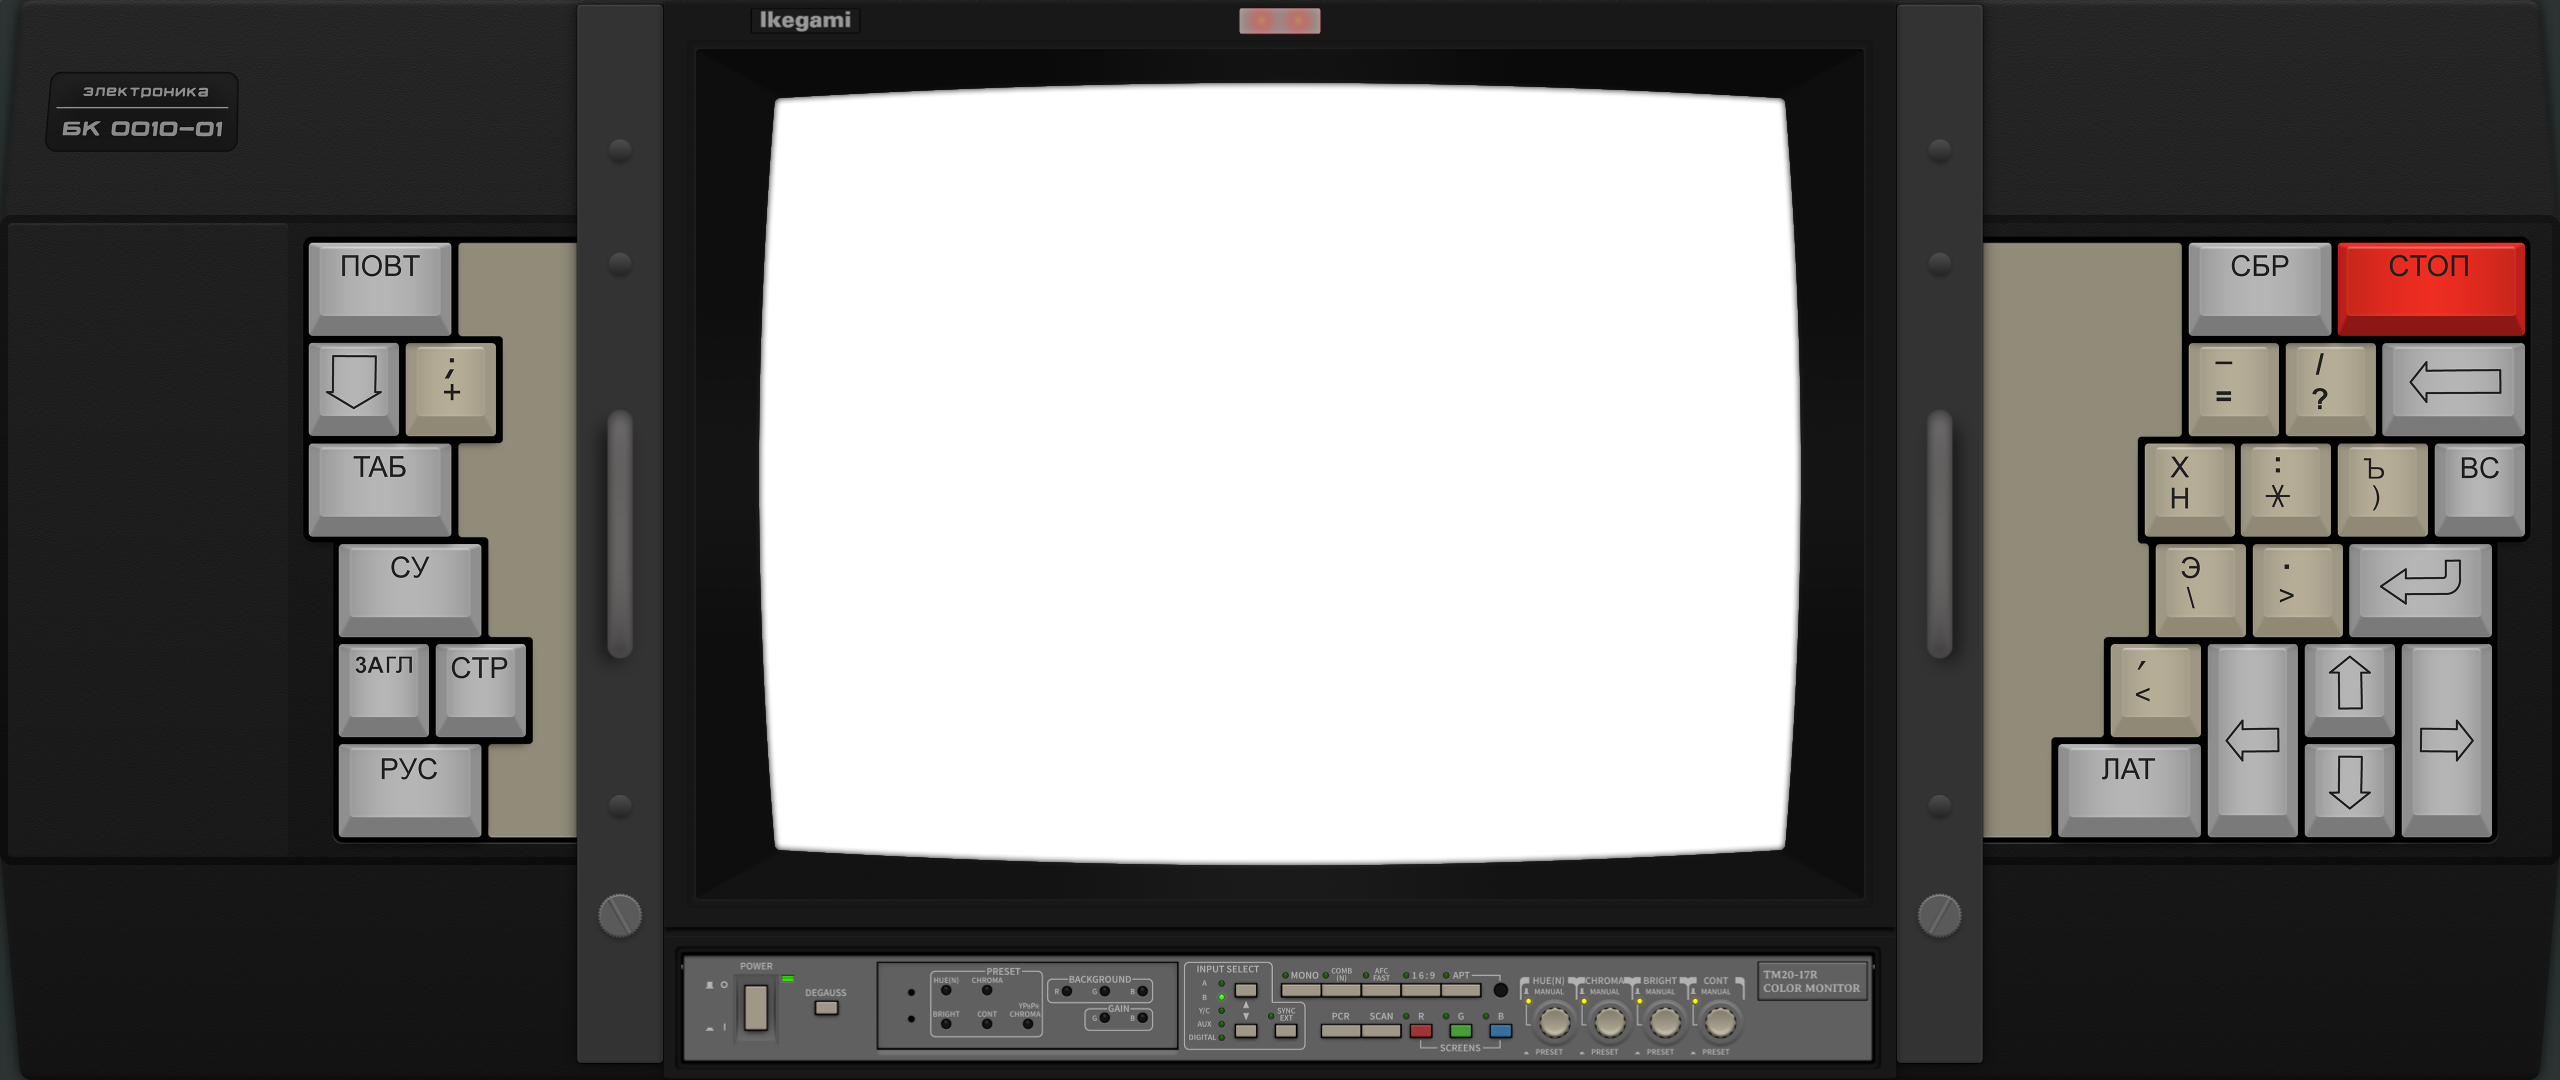 Ikegami
электроника
БК 0010-01
ПОВТ
;
+
ТАБ
СУ
ЗАГЛ
СТР
РУС
СБР
СТОП
–
=
/
?
Х
H
:
*
Ъ
)
ВС
Э
\
.
>
,
<
ЛАТ
POWER
DEGAUSS
PRESET
HUE(N)
CHROMA
BRIGHT
CONT
YPBPR
CHROMA
BACKGROUND
R
G
B
GAIN
G
B
INPUT SELECT
A
B
Y/C
AUX
DIGITAL
SYNC
EXT
MONO
COMB
(N)
AFC
FAST
16:9
APT
PCR
SCAN
R
G
B
SCREENS
HUE(N)
MANUAL
PRESET
CHROMA
MANUAL
PRESET
BRIGHT
MANUAL
PRESET
CONT
MANUAL
PRESET
TM20-17R
COLOR MONITOR